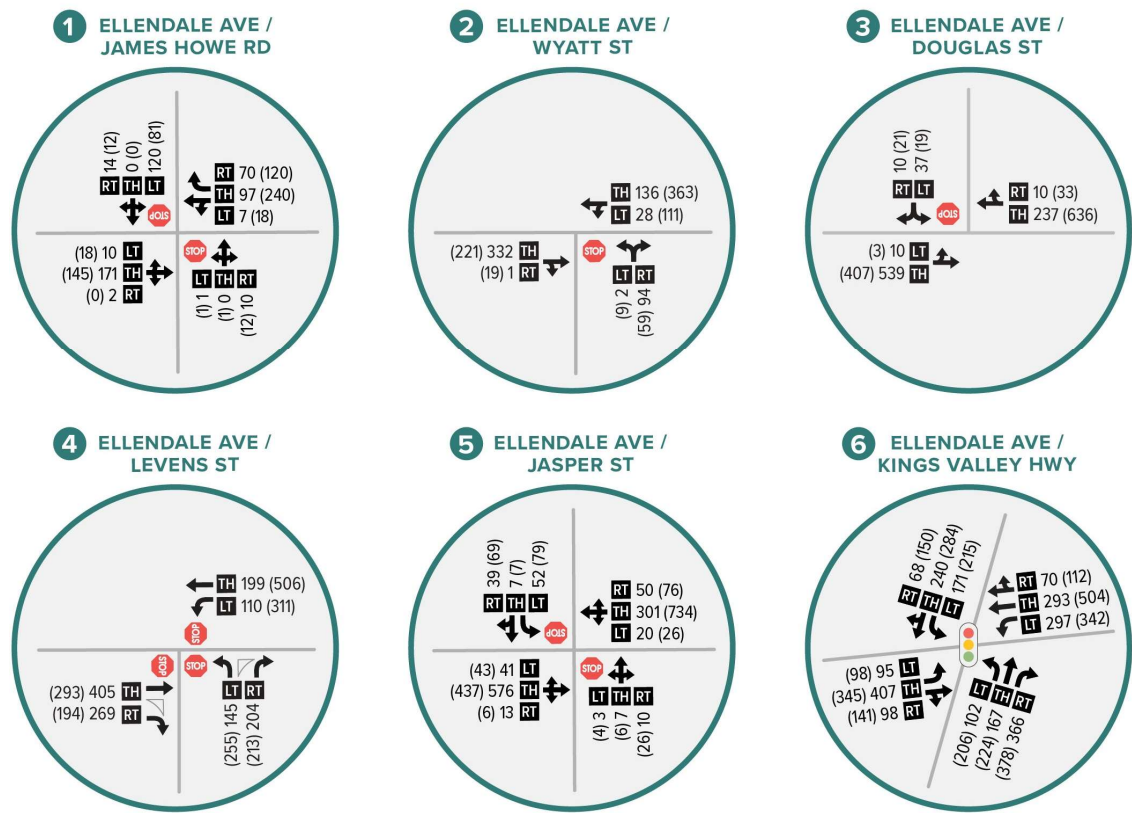 1 ELLENDALE AVE /
JAMES HOWE RD
14 (12)
0 (0)
120 (81)
RT TH LT
STOP
RT 70 (120)
TH 97 (240)
LT 7 (18)
(18) 10 LT
(145) 171 TH
(0) 2 RT
STOP
LT TH RT
(1) 1
(1) 0
(12) 10
2 ELLENDALE AVE /
WYATT ST
TH 136 (363)
LT 28 (111)
(221) 332 TH
(19) 1 RT
STOP
LT RT
(9) 2
(59) 94
3 ELLENDALE AVE /
DOUGLAS ST
10 (21)
37 (19)
RT LT
STOP
RT 10 (33)
TH 237 (636)
(3) 10 LT
(407) 539 TH
4 ELLENDALE AVE /
LEVENS ST
TH 199 (506)
LT 110 (311)
STOP
STOP
STOP
(293) 405 TH
(194) 269 RT
LT RT
(255) 145
(213) 204
5 ELLENDALE AVE /
JASPER ST
39 (69)
7 (7)
52 (79)
RT TH LT
STOP
RT 50 (76)
TH 301 (734)
LT 20 (26)
(43) 41 LT
(437) 576 TH
(6) 13 RT
STOP
LT TH RT
(4) 3
(6) 7
(26) 10
6 ELLENDALE AVE /
KINGS VALLEY HWY
68 (150)
240 (284)
171 (215)
RT TH LT
RT 70 (112)
TH 293 (504)
LT 297 (342)
(98) 95 LT
(345) 407 TH
(141) 98 RT
LT TH RT
(206) 102
(224) 167
(378) 366